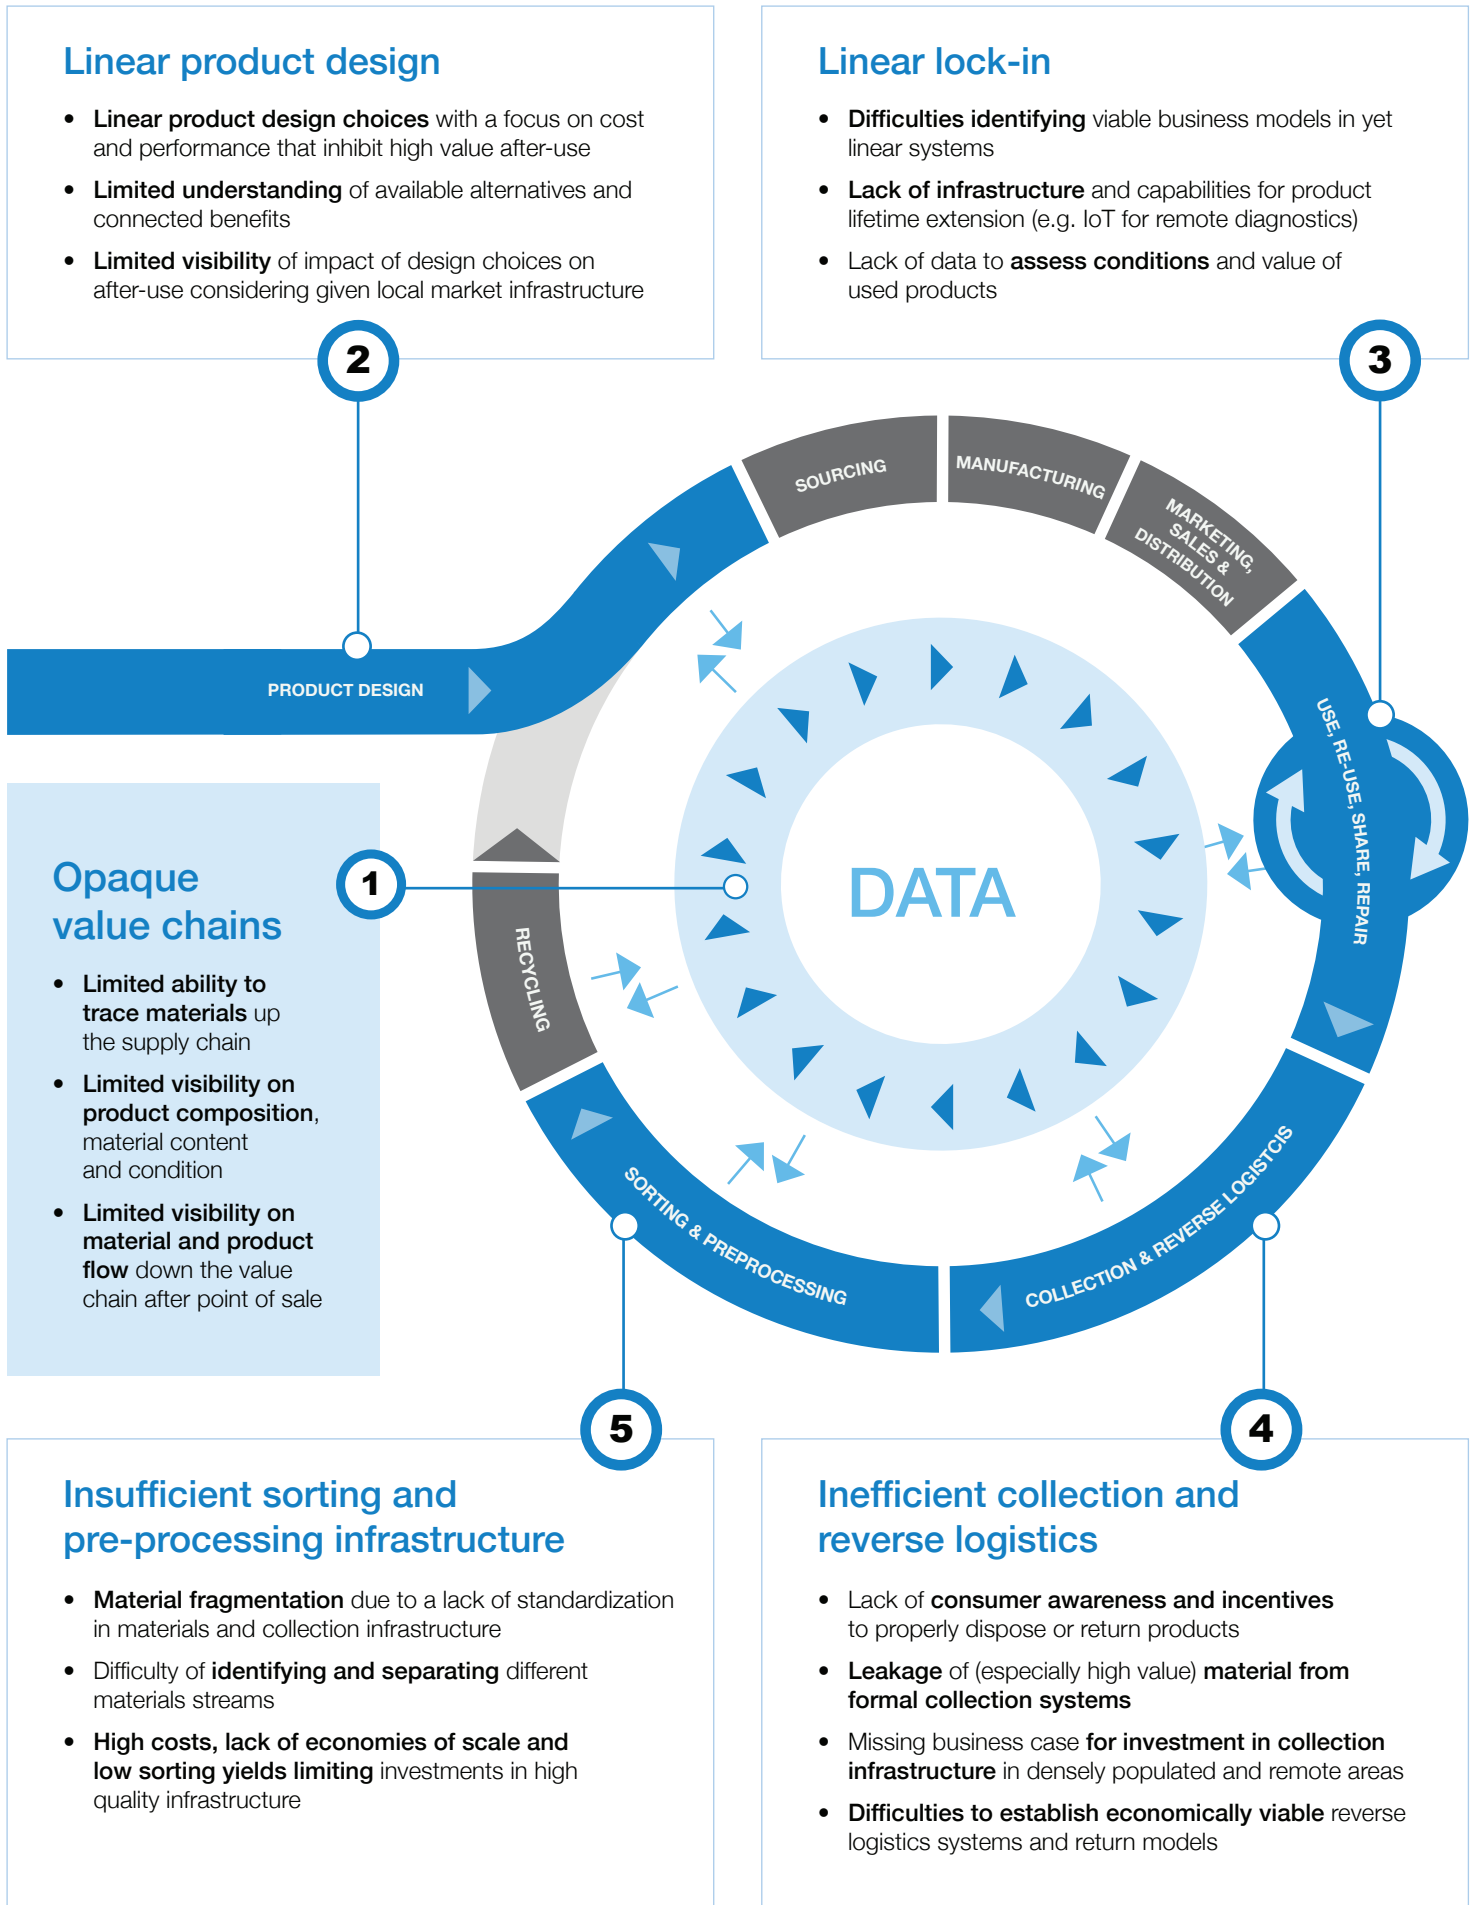 Linear product design
• Linear product design choices with a focus on cost
and performance that inhibit high value after-use
• Limited understanding of available alternatives and
connected benefits
• Limited visibility of impact of design choices on
after-use considering given local market infrastructure
2
Linear lock-in
• Difficulties identifying viable business models in yet
linear systems
• Lack of infrastructure and capabilities for product
lifetime extension (e.g. IoT for remote diagnostics)
• Lack of data to assess conditions and value of
used products
3
PRODUCT DESIGN
SOURCING
MANUFACTURING
MARKETING,
SALES &
DISTRIBUTION
USE, RE-USE, SHARE, REPAIR
COLLECTION & REVERSE LOGISTCIS
SORTING & PREPROCESSING
RECYCLING
DATA
1
Opaque
value chains
• Limited ability to
trace materials up
the supply chain
• Limited visibility on
product composition,
material content
and condition
• Limited visibility on
material and product
flow down the value
chain after point of sale
5
Insufficient sorting and
pre-processing infrastructure
• Material fragmentation due to a lack of standardization
in materials and collection infrastructure
• Difficulty of identifying and separating different
materials streams
• High costs, lack of economies of scale and
low sorting yields limiting investments in high
quality infrastructure
4
Inefficient collection and
reverse logistics
• Lack of consumer awareness and incentives
to properly dispose or return products
• Leakage of (especially high value) material from
formal collection systems
• Missing business case for investment in collection
infrastructure in densely populated and remote areas
• Difficulties to establish economically viable reverse
logistics systems and return models